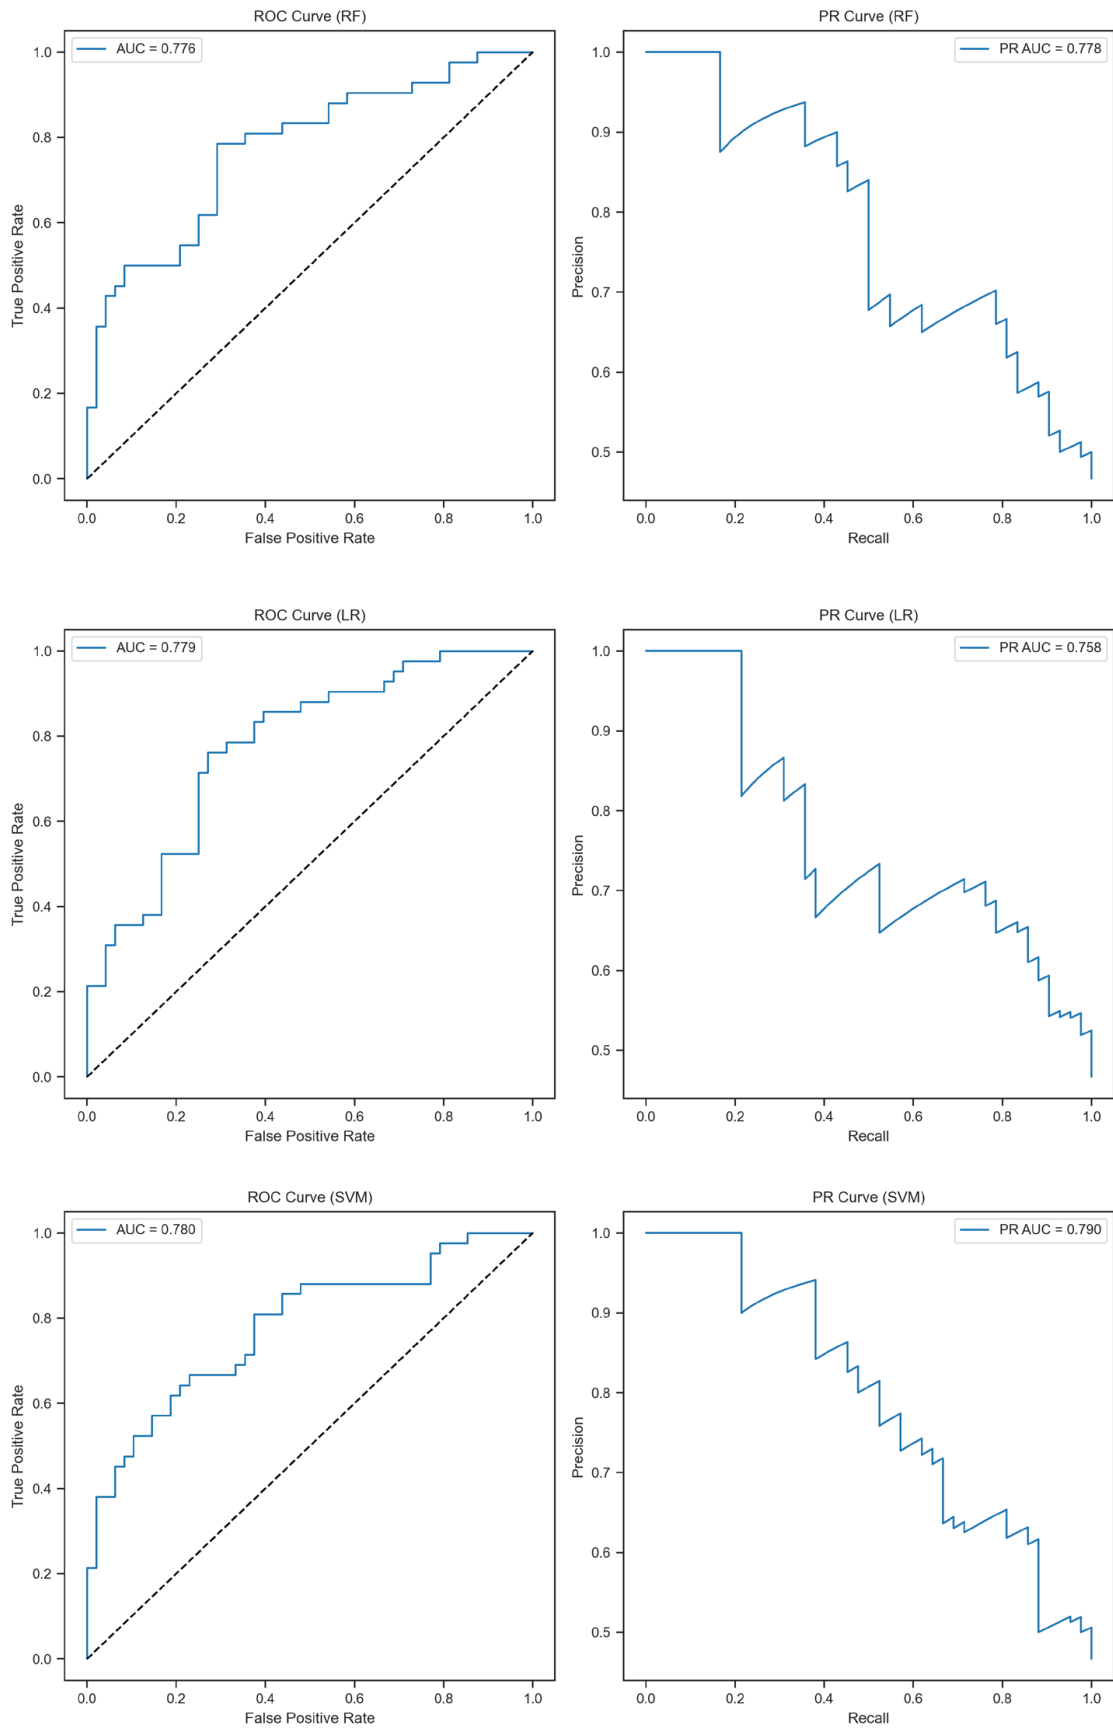 ROC Curve (RF)
AUC = 0.776
True Positive Rate
1.0
0.8
0.6
0.4
0.2
0.0
0.0 0.2 0.4 0.6 0.8 1.0
False Positive Rate
PR Curve (RF)
PR AUC = 0.778
Precision
1.0
0.9
0.8
0.7
0.6
0.5
0.0 0.2 0.4 0.6 0.8 1.0
Recall
ROC Curve (LR)
AUC = 0.779
True Positive Rate
1.0
0.8
0.6
0.4
0.2
0.0
0.0 0.2 0.4 0.6 0.8 1.0
False Positive Rate
PR Curve (LR)
PR AUC = 0.758
Precision
1.0
0.9
0.8
0.7
0.6
0.5
0.0 0.2 0.4 0.6 0.8 1.0
Recall
ROC Curve (SVM)
AUC = 0.780
True Positive Rate
1.0
0.8
0.6
0.4
0.2
0.0
0.0 0.2 0.4 0.6 0.8 1.0
False Positive Rate
PR Curve (SVM)
PR AUC = 0.790
Precision
1.0
0.9
0.8
0.7
0.6
0.5
0.0 0.2 0.4 0.6 0.8 1.0
Recall